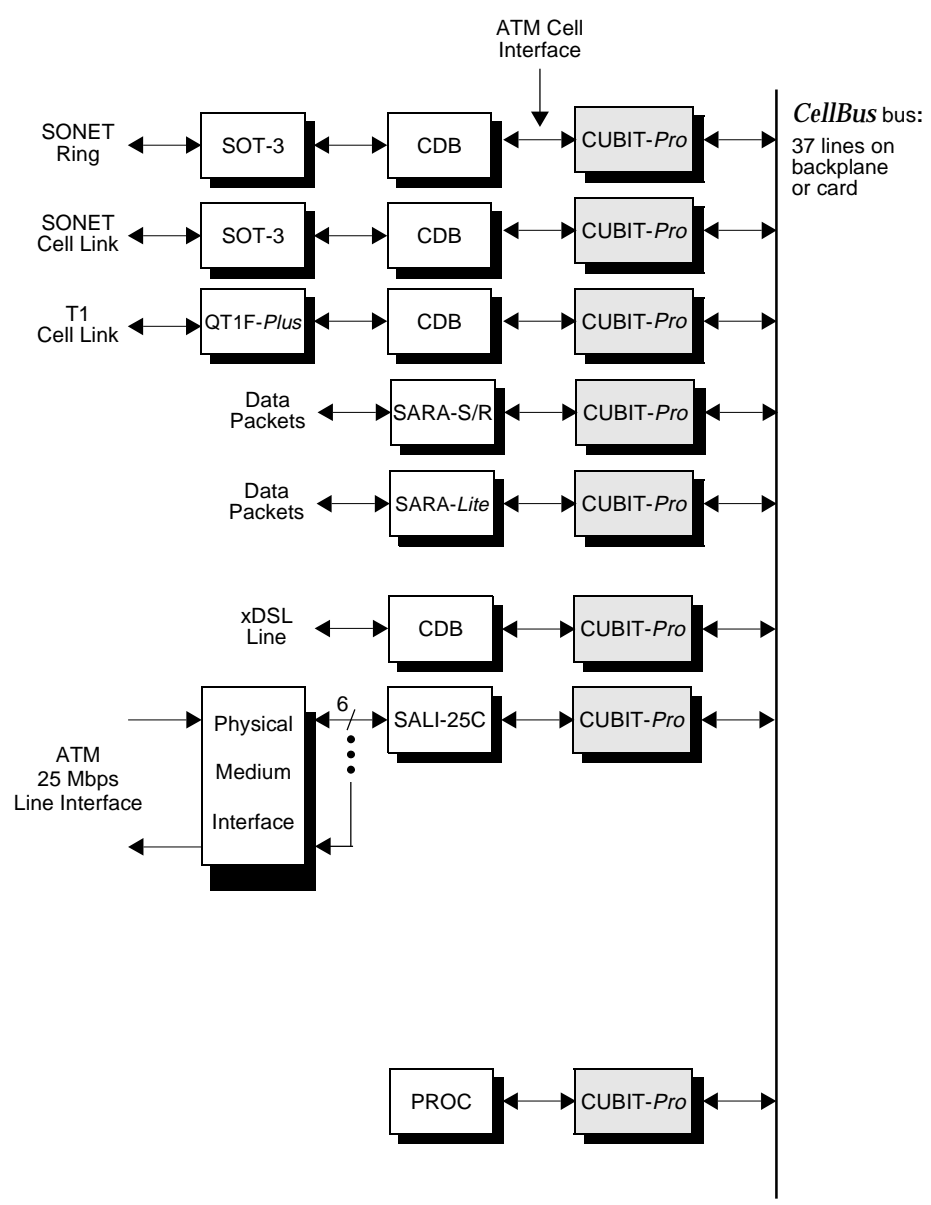 ATM Cell
Interface
CellBus bus:
37 lines on
backplane
or card
SONET
Ring
SOT-3
CDB
CUBIT-Pro
SONET
Cell Link
SOT-3
CDB
CUBIT-Pro
T1
Cell Link
QT1F-Plus
CDB
CUBIT-Pro
Data
Packets
SARA-S/R
CUBIT-Pro
Data
Packets
SARA-Lite
CUBIT-Pro
xDSL
Line
CDB
CUBIT-Pro
ATM
25 Mbps
Line Interface
Physical
Medium
Interface
6
SALI-25C
CUBIT-Pro
PROC
CUBIT-Pro